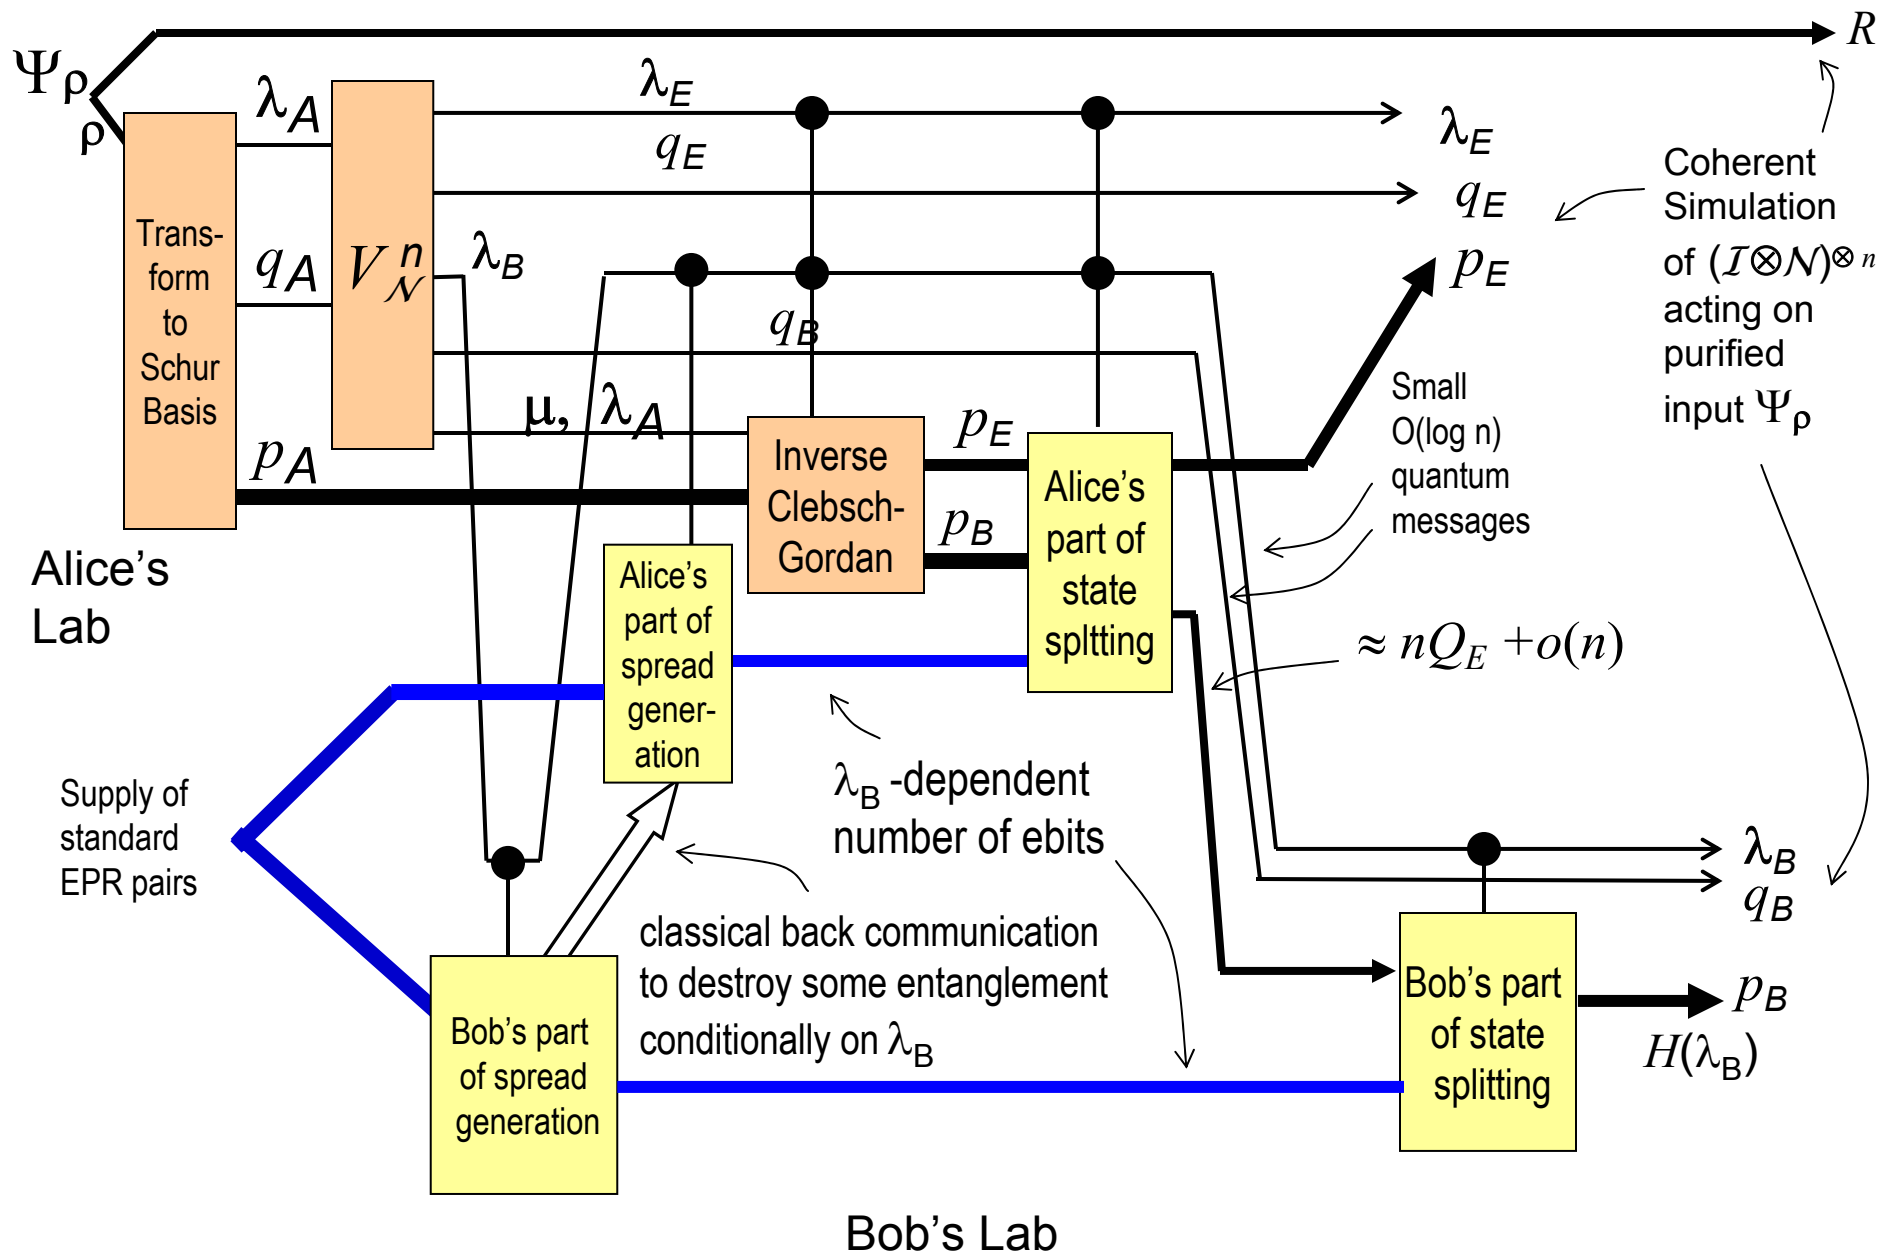 R
Ψρ
ρ
λA
λE
qE
λE
qE
pE
Trans-
form
to
Schur
Basis
qA
V n N
λB
qB
μ, λA
pA
Inverse
Clebsch-
Gordan
pE
pB
Alice's
part of
state
spltting
Coherent
Simulation
of (I⊗N)⊗ n
acting on
purified
input Ψρ
Small
O(log n)
quantum
messages
≈ nQE +o(n)
Alice's
Lab
Alice's
part of
spread
gener-
ation
Supply of
standard
EPR pairs
λB -dependent
number of ebits
classical back communication
to destroy some entanglement
conditionally on λB
Bob's part
of spread
generation
λB
qB
Bob's part
of state
splitting
pB
H(λB)
Bob's Lab